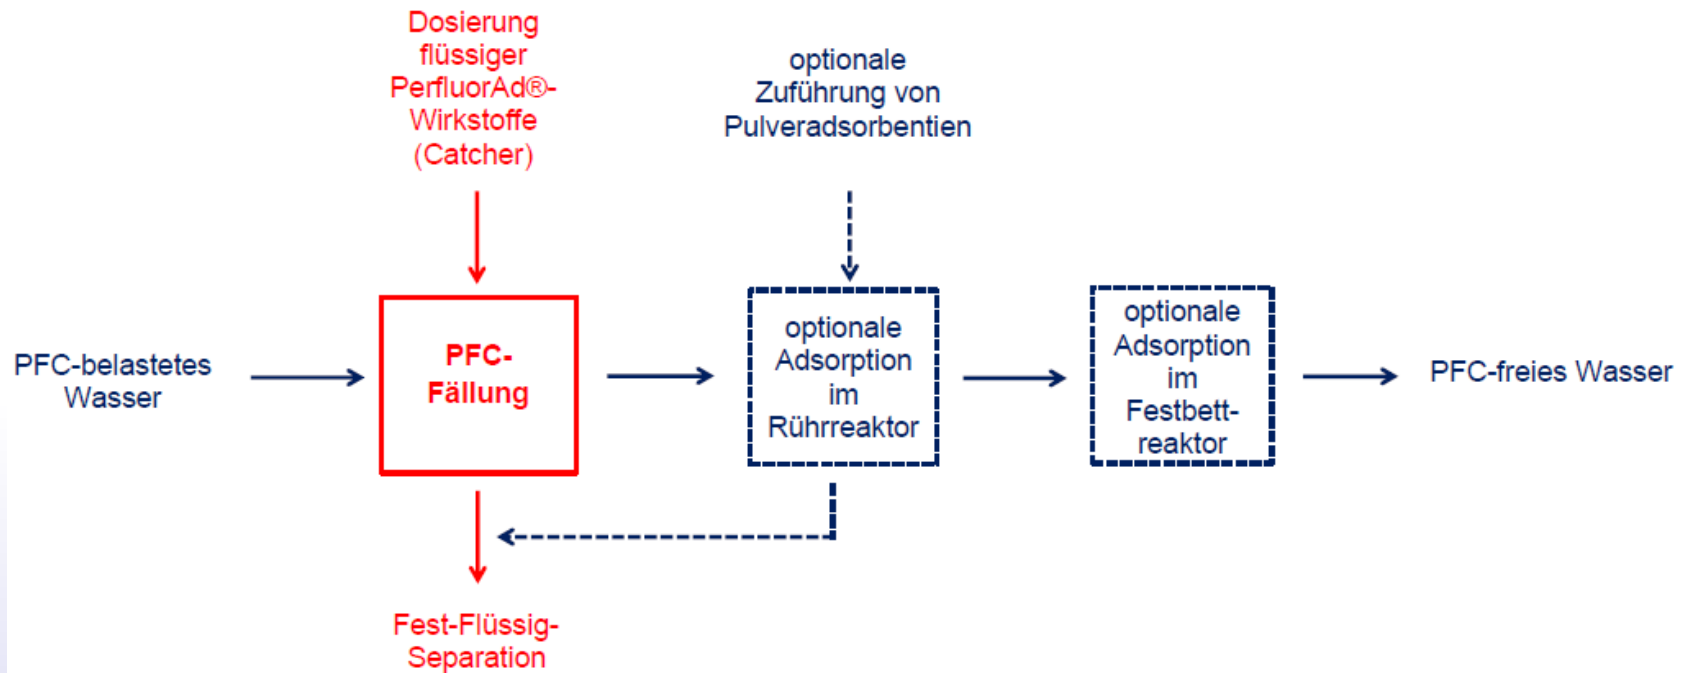 Dosierung
flüssiger
PerfluorAd®-
Wirkstoffe
(Catcher)
optionale
Zuführung von
Pulveradsorbentien
PFC-belastetes
Wasser
PFC-
Fällung
optionale
Adsorption
im
Rührreaktor
optionale
Adsorption
im
Festbett-
reaktor
PFC-freies Wasser
Fest-Flüssig-
Separation